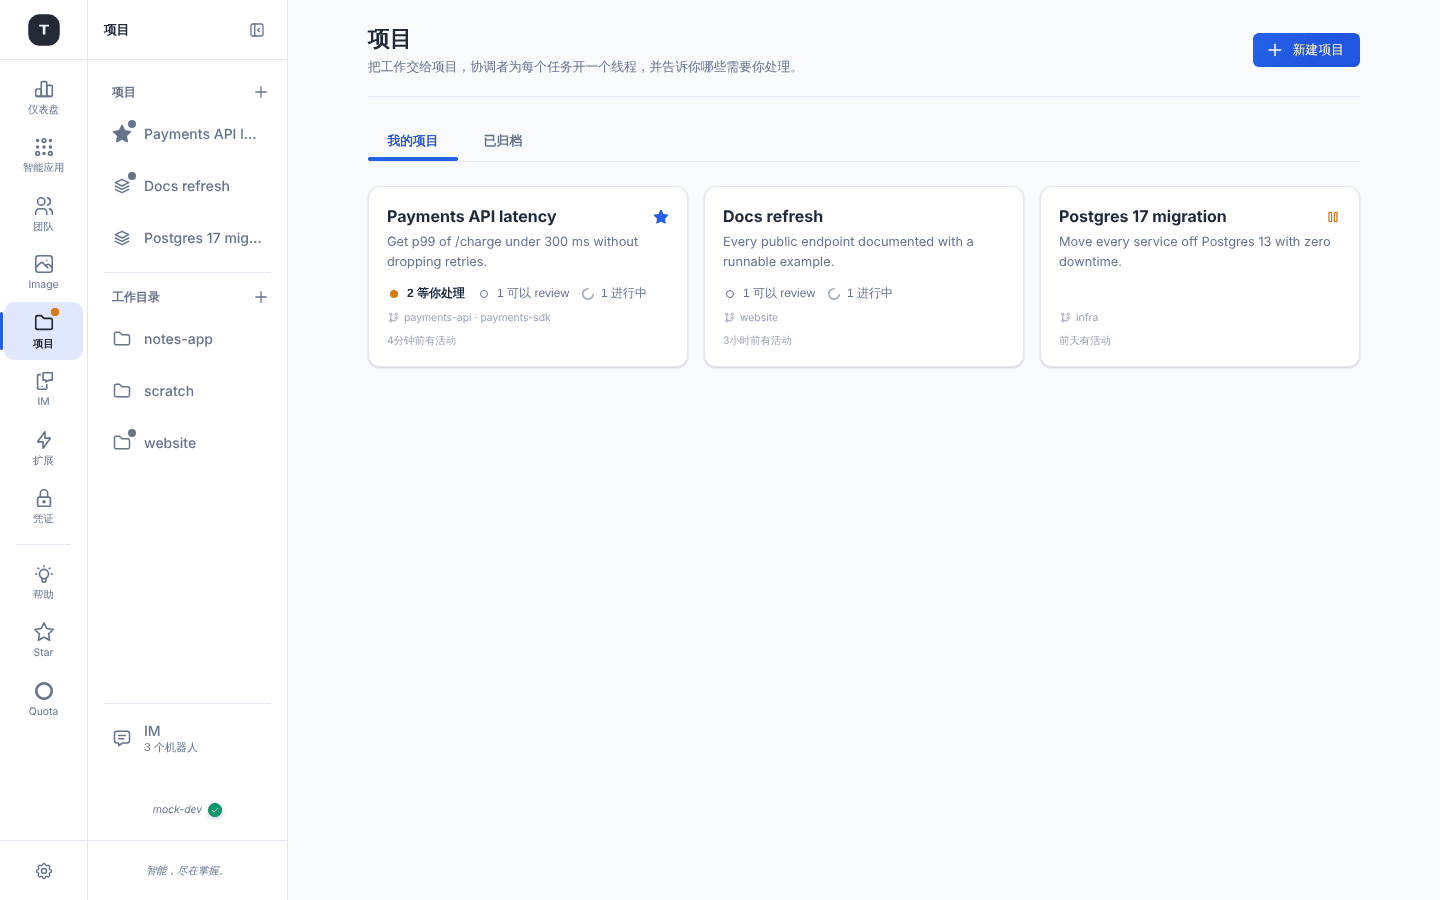 T
项目
仪表盘
智能应用
团队
Image
项目
IM
扩展
凭证
帮助
Star
Quota
项目
Payments API l...
Docs refresh
Postgres 17 mig...
工作目录
notes-app
scratch
website
IM
3 个机器人
mock-dev
智能，尽在掌握。
项目
把工作交给项目，协调者为每个任务开一个线程，并告诉你哪些需要你处理。
新建项目
我的项目 已归档
Payments API latency
Get p99 of /charge under 300 ms without
dropping retries.
2 等你处理 1 可以 review 1 进行中
payments-api · payments-sdk
4分钟前有活动
Docs refresh
Every public endpoint documented with a
runnable example.
1 可以 review 1 进行中
website
3小时前有活动
Postgres 17 migration
Move every service off Postgres 13 with zero
downtime.
infra
前天有活动